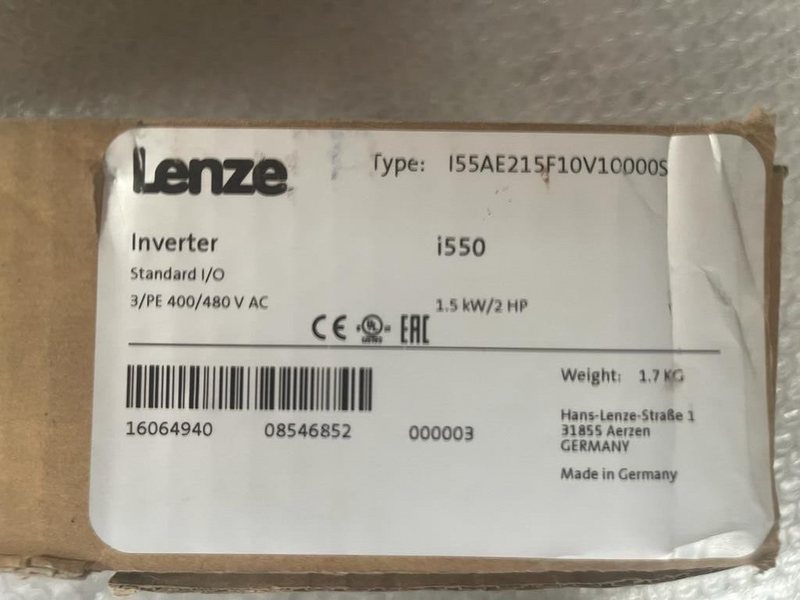 Lenze
Type: I55AE215F10V10000S
Inverter i550
Standard I/O
3/PE 400/480 V AC 1.5 kW/2 HP
CE UL EAC
Weight: 1.7 KG
16064940 08546852 000003
Hans-Lenze-Straße 1
31855 Aerzen
GERMANY
Made in Germany